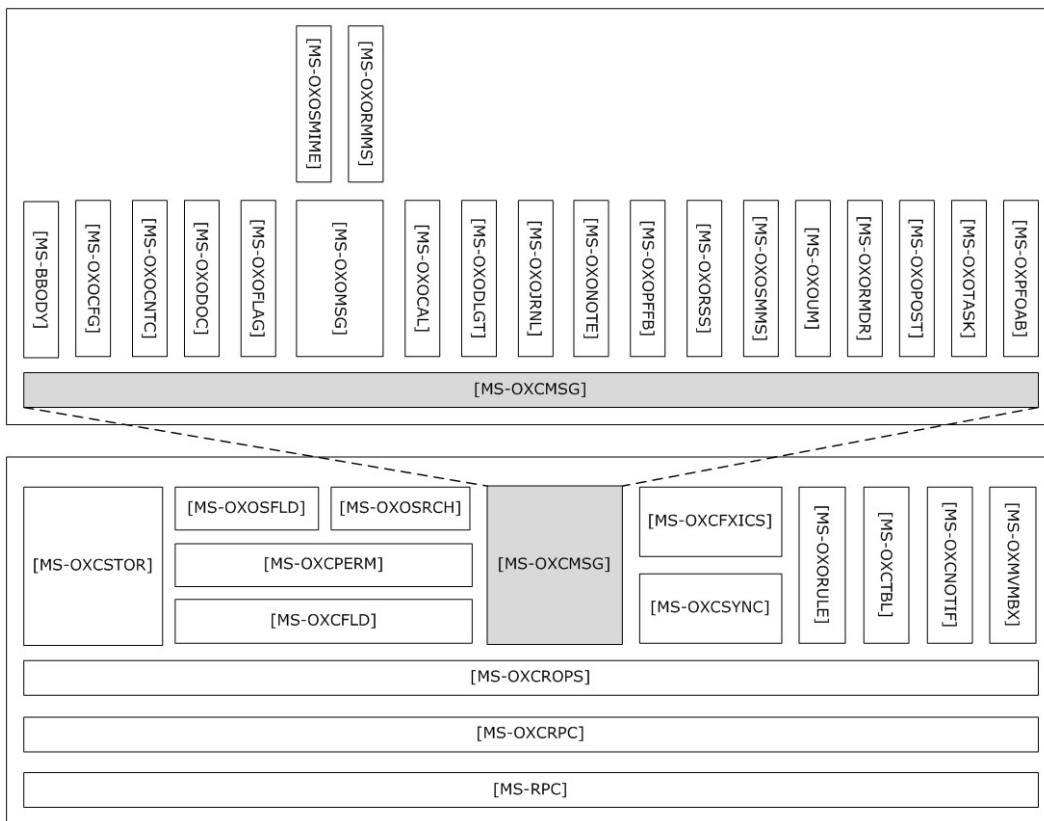 [MS-OXOSMIME]
[MS-OXORMMS]
[MS-BBODY]
[MS-OXOCFG]
[MS-OXOCNTC]
[MS-OXODOC]
[MS-OXOFLAG]
[MS-OXOMSG]
[MS-OXOCAL]
[MS-OXODLGT]
[MS-OXOJRNL]
[MS-OXONOTE]
[MS-OXOPFFB]
[MS-OXORSS]
[MS-OXOSMMS]
[MS-OXOUM]
[MS-OXORMDR]
[MS-OXOPOST]
[MS-OXOTASK]
[MS-OXPFOAB]
[MS-OXCMSG]
[MS-OXCSTOR]
[MS-OXOSFLD]
[MS-OXOSRCH]
[MS-OXCPERM]
[MS-OXCFLD]
[MS-OXCMSG]
[MS-OXCFXICS]
[MS-OXCSYNC]
[MS-OXORULE]
[MS-OXCTBL]
[MS-OXCNOTIF]
[MS-OXMVMBX]
[MS-OXCROPS]
[MS-OXCRPC]
[MS-RPC]